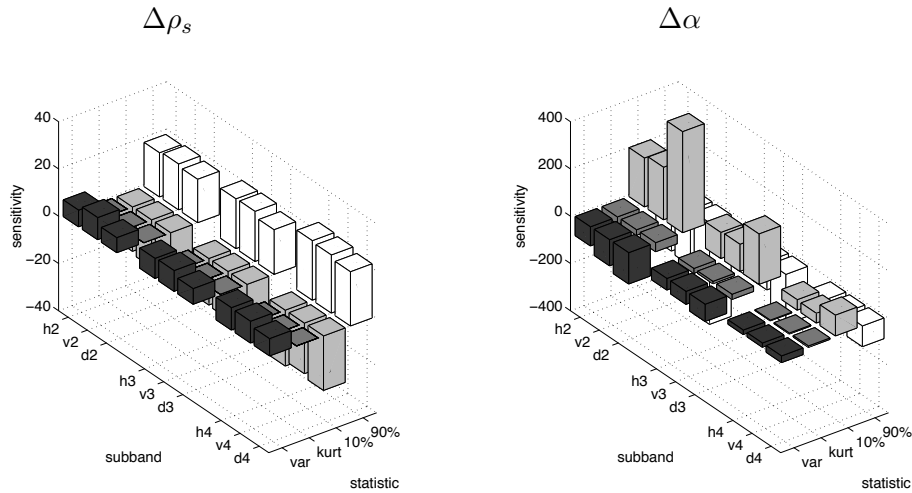 Δρs
Δα
40
20
0
−20
−40
sensitivity
h2
v2
d2
h3
v3
d3
h4
v4
d4
subband
var
kurt
10%
90%
statistic
400
200
0
−200
−400
sensitivity
h2
v2
d2
h3
v3
d3
h4
v4
d4
subband
var
kurt
10%
90%
statistic